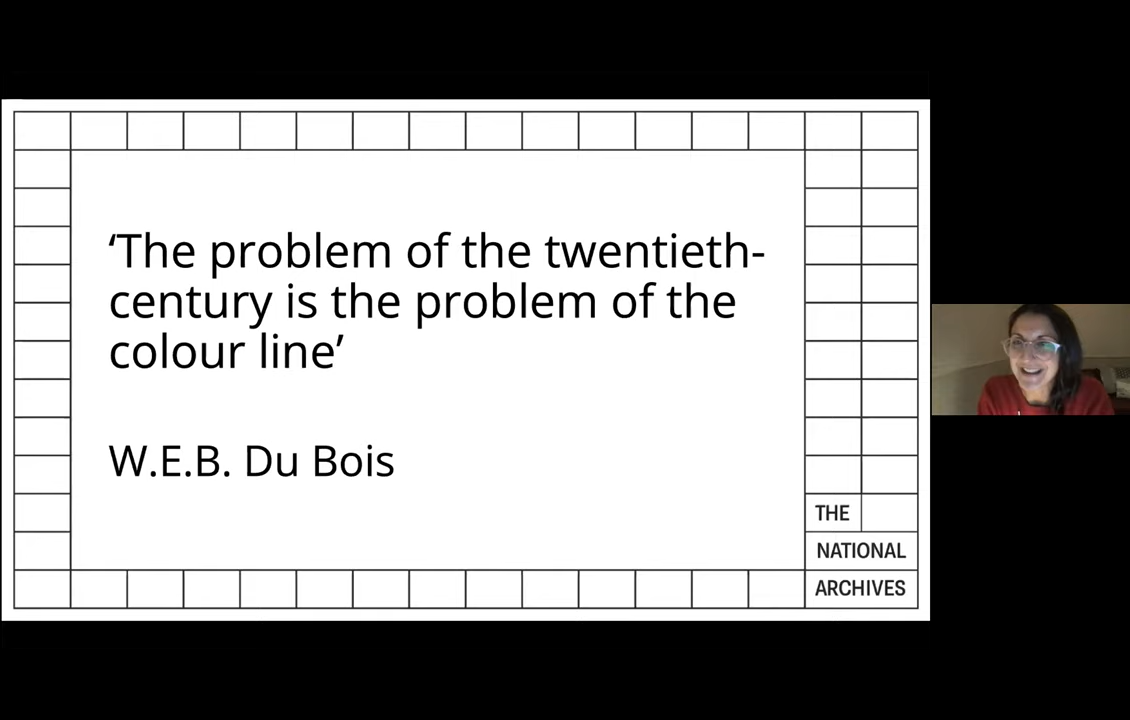 ‘The problem of the twentieth-
century is the problem of the
colour line’
W.E.B. Du Bois
THE
NATIONAL
ARCHIVES